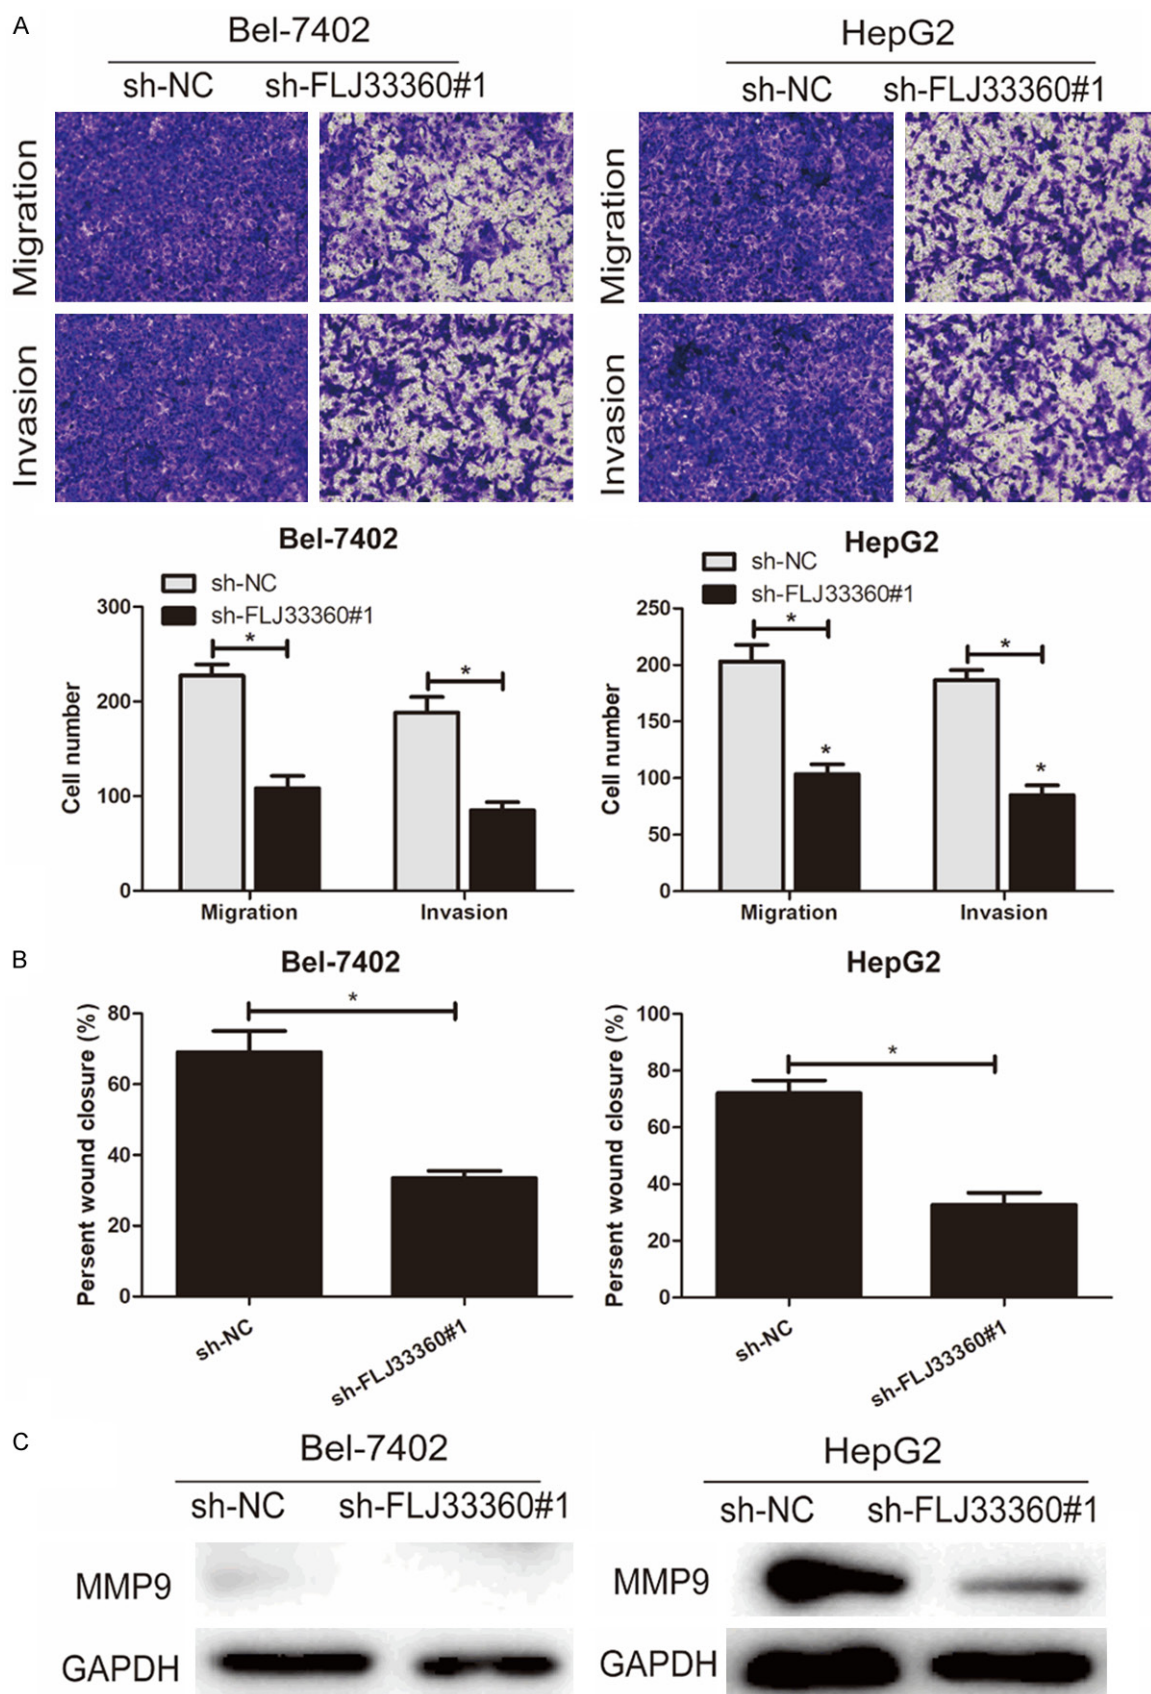 A
Bel-7402
HepG2
sh-NC sh-FLJ33360#1
sh-NC sh-FLJ33360#1
Migration
Migration
Invasion
Invasion
Bel-7402
sh-NC
sh-FLJ33360#1
Cell number
300
200
100
0
*
*
Migration Invasion
HepG2
sh-NC
sh-FLJ33360#1
Cell number
250
200
150
100
50
0
*
*
*
*
Migration Invasion
B
Bel-7402
Persent wound closure (%)
80
60
40
20
0
*
sh-NC
sh-FLJ33360#1
HepG2
Persent wound closure (%)
100
80
60
40
20
0
*
sh-NC
sh-FLJ33360#1
C
Bel-7402
HepG2
sh-NC sh-FLJ33360#1
sh-NC sh-FLJ33360#1
MMP9
MMP9
GAPDH
GAPDH